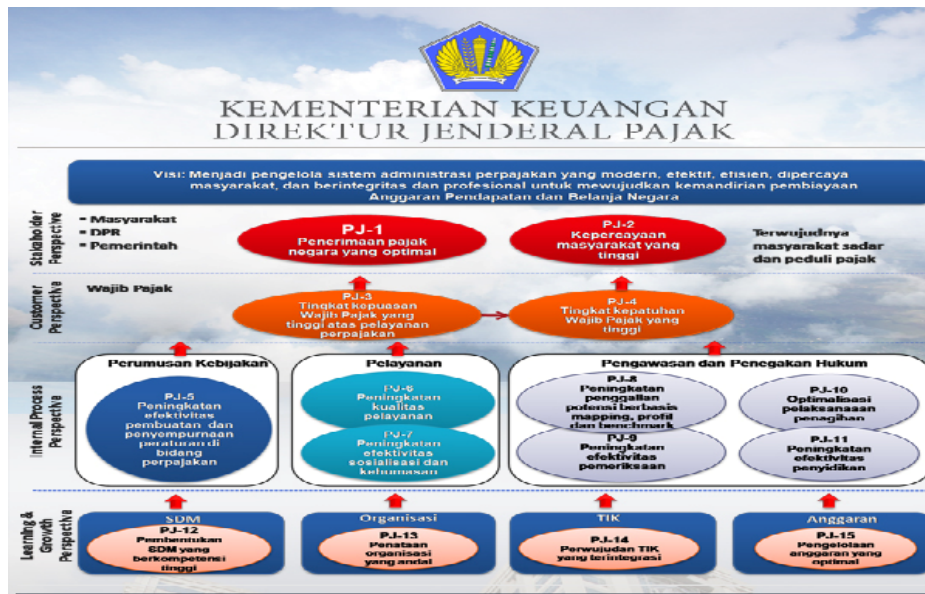 KEMENTERIAN KEUANGAN
DIREKTUR JENDERAL PAJAK
Visi: Menjadi pengelola sistem administrasi perpajakan yang modern, efektif, efisien, dipercaya
masyarakat, dan berintegritas dan profesional untuk mewujudkan kemandirian pembiayaan
Anggaran Pendapatan dan Belanja Negara
Stakeholder
Perspective
- Masyarakat
- DPR
- Pemerintah
PJ-1
Penerimaan pajak
negara yang optimal
PJ-2
Kepercayaan
masyarakat yang
tinggi
Terwujudnya
masyarakat sadar
dan peduli pajak
Customer
Perspective
Wajib Pajak
PJ-3
Tingkat kepuasan
Wajib Pajak yang
tinggi atas pelayanan
perpajakan
PJ-4
Tingkat kepatuhan
Wajib Pajak yang
tinggi
Internal Process
Perspective
Perumusan Kebijakan
PJ-5
Peningkatan
efektivitas
pembuatan dan
penyempurnaan
peraturan di
bidang
perpajakan
Pelayanan
PJ-6
Peningkatan
kualitas
pelayanan
PJ-7
Peningkatan
efektivitas
sosialisasi dan
kehumasan
Pengawasan dan Penegakan Hukum
PJ-8
Peningkatan
penggalian
potensi berbasis
mapping, profil
dan benchmark
PJ-9
Peningkatan
efektivitas
pemeriksaan
PJ-10
Optimalisasi
pelaksanaaan
penagihan
PJ-11
Peningkatan
efektivitas
penyidikan
Learning &
Growth
Perspective
SDM
PJ-12
Pembentukan
SDM yang
berkompetensi
tinggi
Organisasi
PJ-13
Penataan
organisasi
yang andal
TIK
PJ-14
Perwujudan TIK
yang terintegrasi
Anggaran
PJ-15
Pengelolaan
anggaran yang
optimal